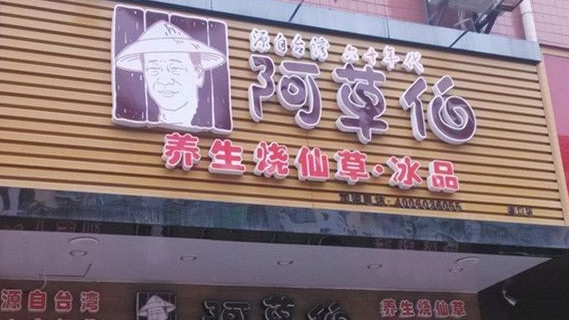 源自台湾 六十年代
阿草伯
养生烧仙草·冰品
4006026066
源自台湾
阿草伯
养生烧仙草